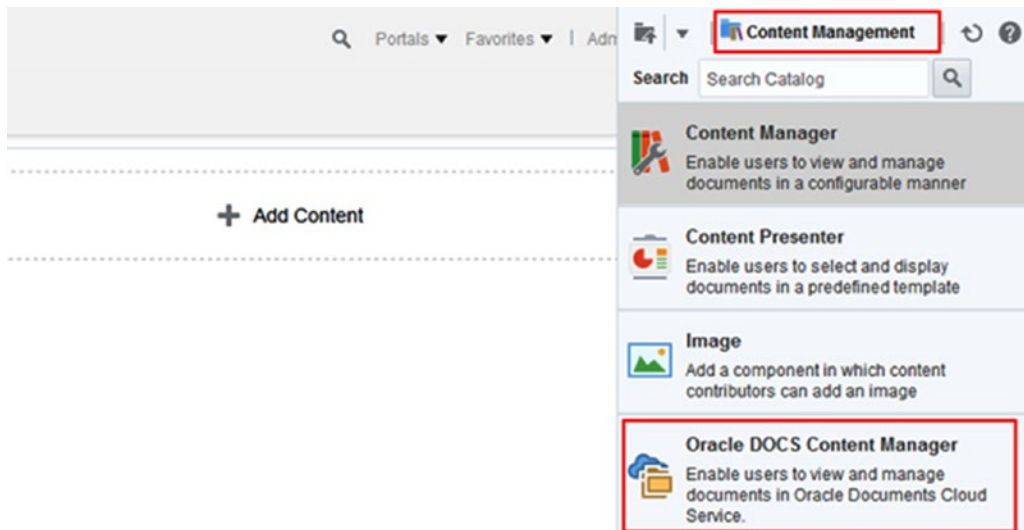 Portals Favorites | Adn
Content Management
Search Search Catalog
Content Manager
Enable users to view and manage
documents in a configurable manner
Add Content
Content Presenter
Enable users to select and display
documents in a predefined template
Image
Add a component in which content
contributors can add an image
Oracle DOCS Content Manager
Enable users to view and manage
documents in Oracle Documents Cloud
Service.